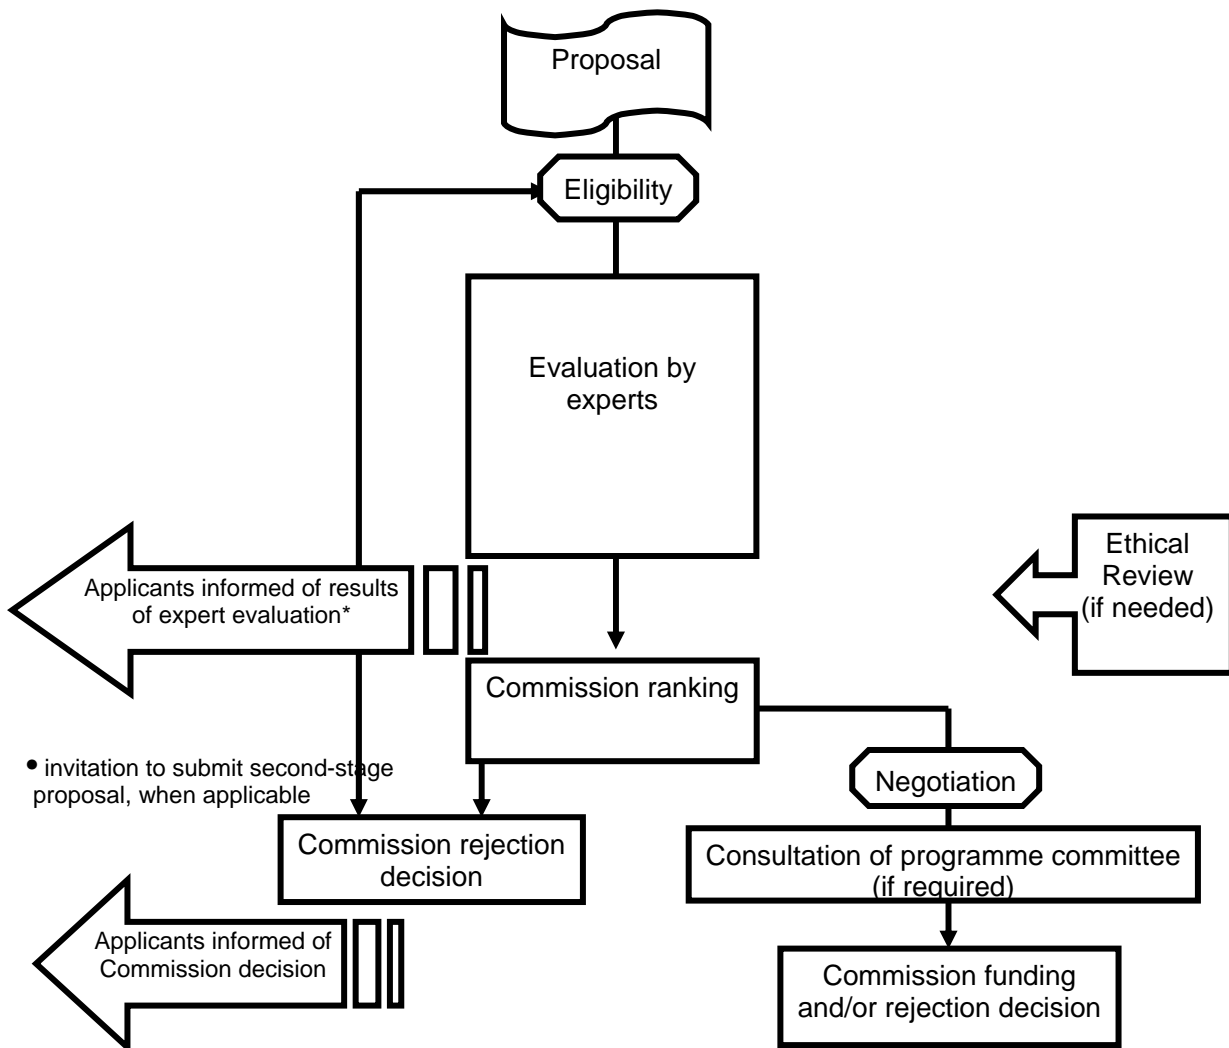 Proposal
Eligibility
Evaluation by
experts
Ethical
Review
(if needed)
Applicants informed of results
of expert evaluation*
Commission ranking
• invitation to submit second-stage
proposal, when applicable
Negotiation
Commission rejection
decision
Consultation of programme committee
(if required)
Applicants informed of
Commission decision
Commission funding
and/or rejection decision